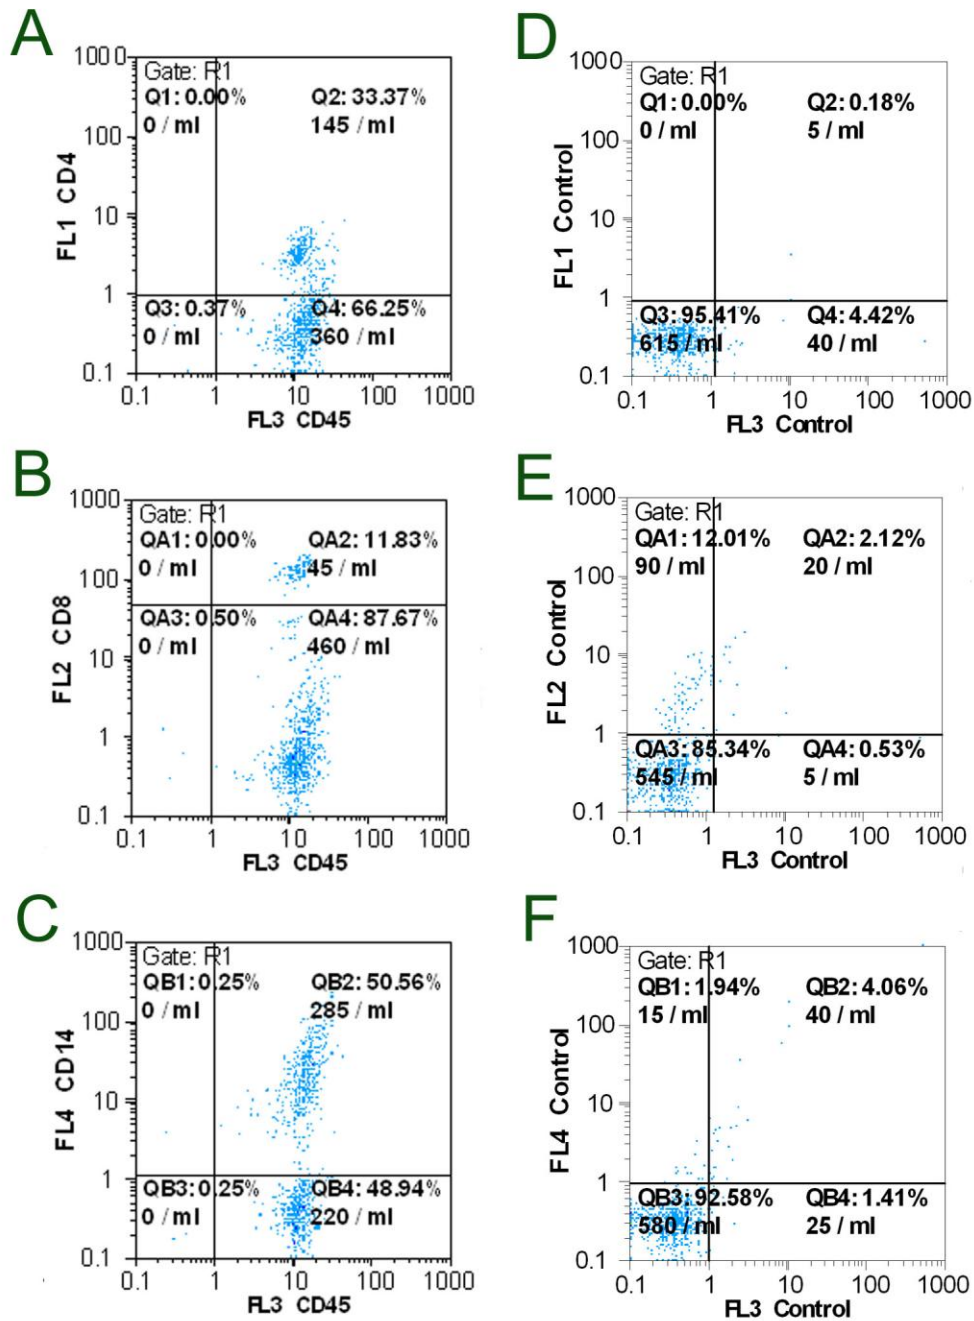 A
1000
Gate: R1
Q1: 0.00% Q2: 33.37%
0 / ml 145 / ml
100
10
1
Q3: 0.37% Q4: 66.25%
0 / ml 360 / ml
0.1
FL1 CD4
0.1 1 10 100 1000
FL3 CD45
D
1000
Gate: R1
Q1: 0.00% Q2: 0.18%
0 / ml 5 / ml
100
10
1
Q3: 95.41% Q4: 4.42%
615 / ml 40 / ml
0.1
FL1 Control
0.1 1 10 100 1000
FL3 Control
B
1000
Gate: R1
QA1: 0.00% QA2: 11.83%
0 / ml 45 / ml
100
QA3: 0.50% QA4: 87.67%
0 / ml 460 / ml
10
1
0.1
FL2 CD8
0.1 1 10 100 1000
FL3 CD45
E
1000
Gate: R1
QA1: 12.01% QA2: 2.12%
90 / ml 20 / ml
100
10
1
QA3: 85.34% QA4: 0.53%
545 / ml 5 / ml
0.1
FL2 Control
0.1 1 10 100 1000
FL3 Control
C
1000
Gate: R1
QB1: 0.25% QB2: 50.56%
0 / ml 285 / ml
100
10
1
QB3: 0.25% QB4: 48.94%
0 / ml 220 / ml
0.1
FL4 CD14
0.1 1 10 100 1000
FL3 CD45
F
1000
Gate: R1
QB1: 1.94% QB2: 4.06%
15 / ml 40 / ml
100
10
1
QB3: 92.58% QB4: 1.41%
580 / ml 25 / ml
0.1
FL4 Control
0.1 1 10 100 1000
FL3 Control